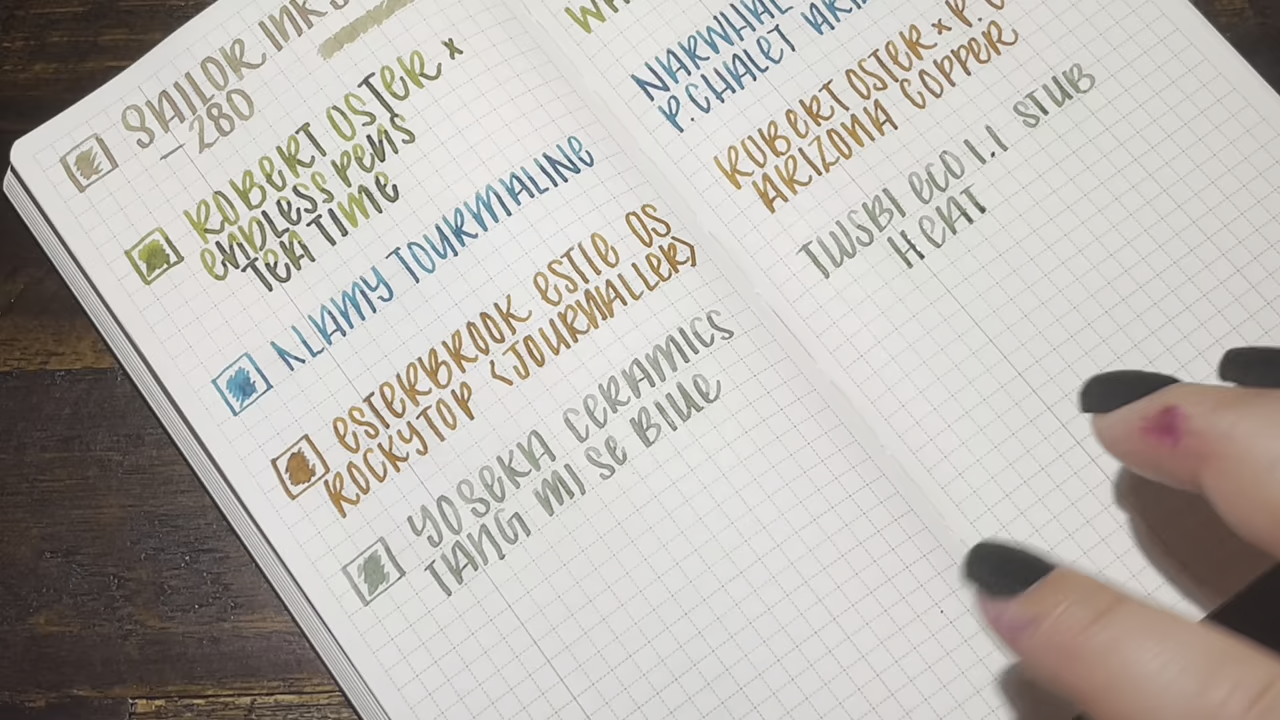 SAILOR INKS
- 280
ROBERT OSTER x
ENDLESS PENS
TEA TIME
LAMY TOURMALINE
ESTERBROOK ESTIE OS
ROCKYTOP <JOURNALLER>
YOSEKA CERAMICS
TANG MI SE BLUE
NARWHAL
P.CHALET
ROBERT OSTER x P.
ARIZONA COPPER
TWSBI ECO 1.1 STUB
HEAT